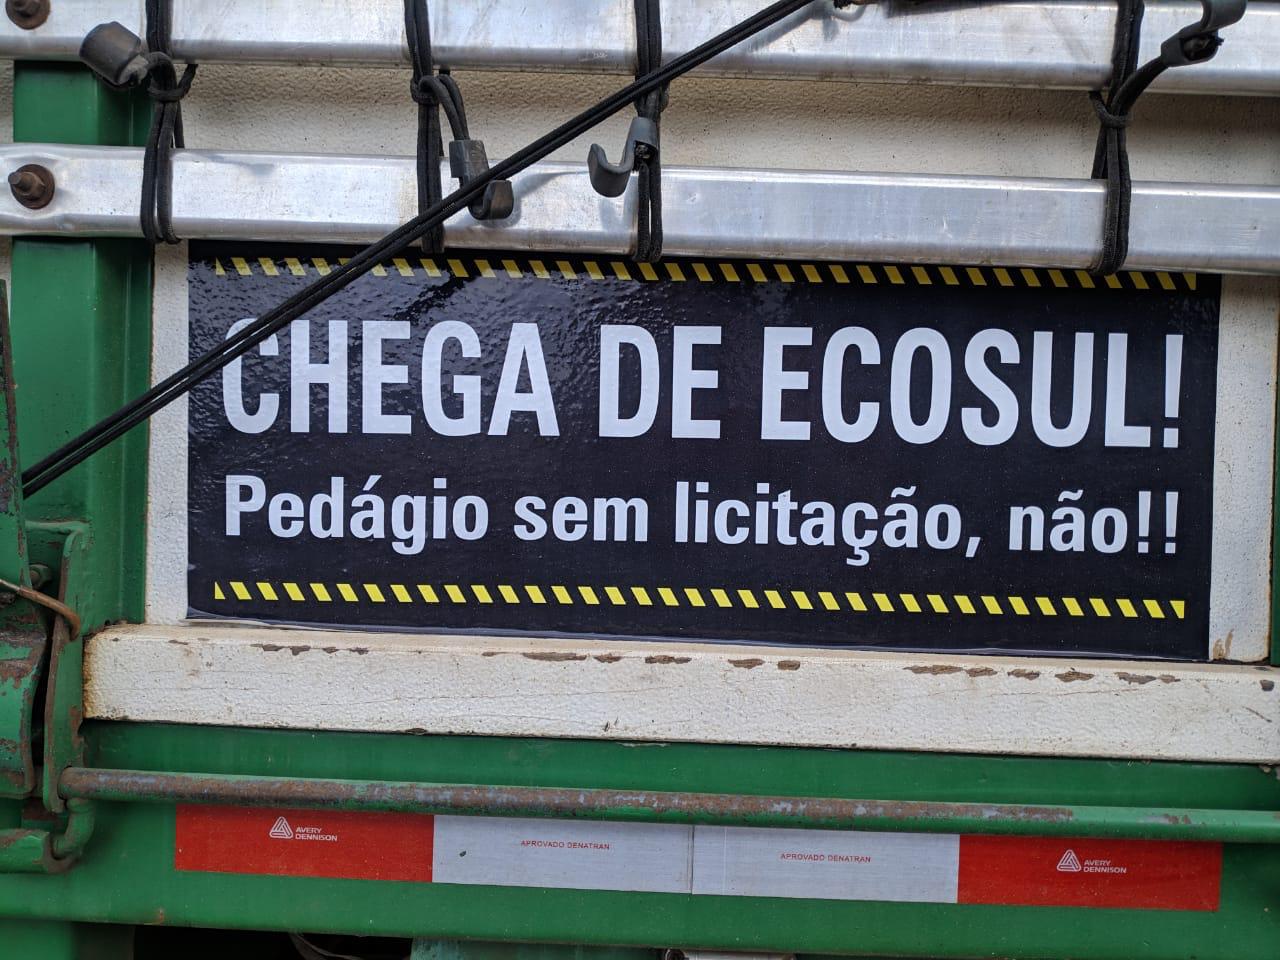 CHEGA DE ECOSUL!
Pedágio sem licitação, não!!
AVERY
DENNISON
APROVADO DENATRAN
APROVADO DENATRAN
AVERY
DENNISON